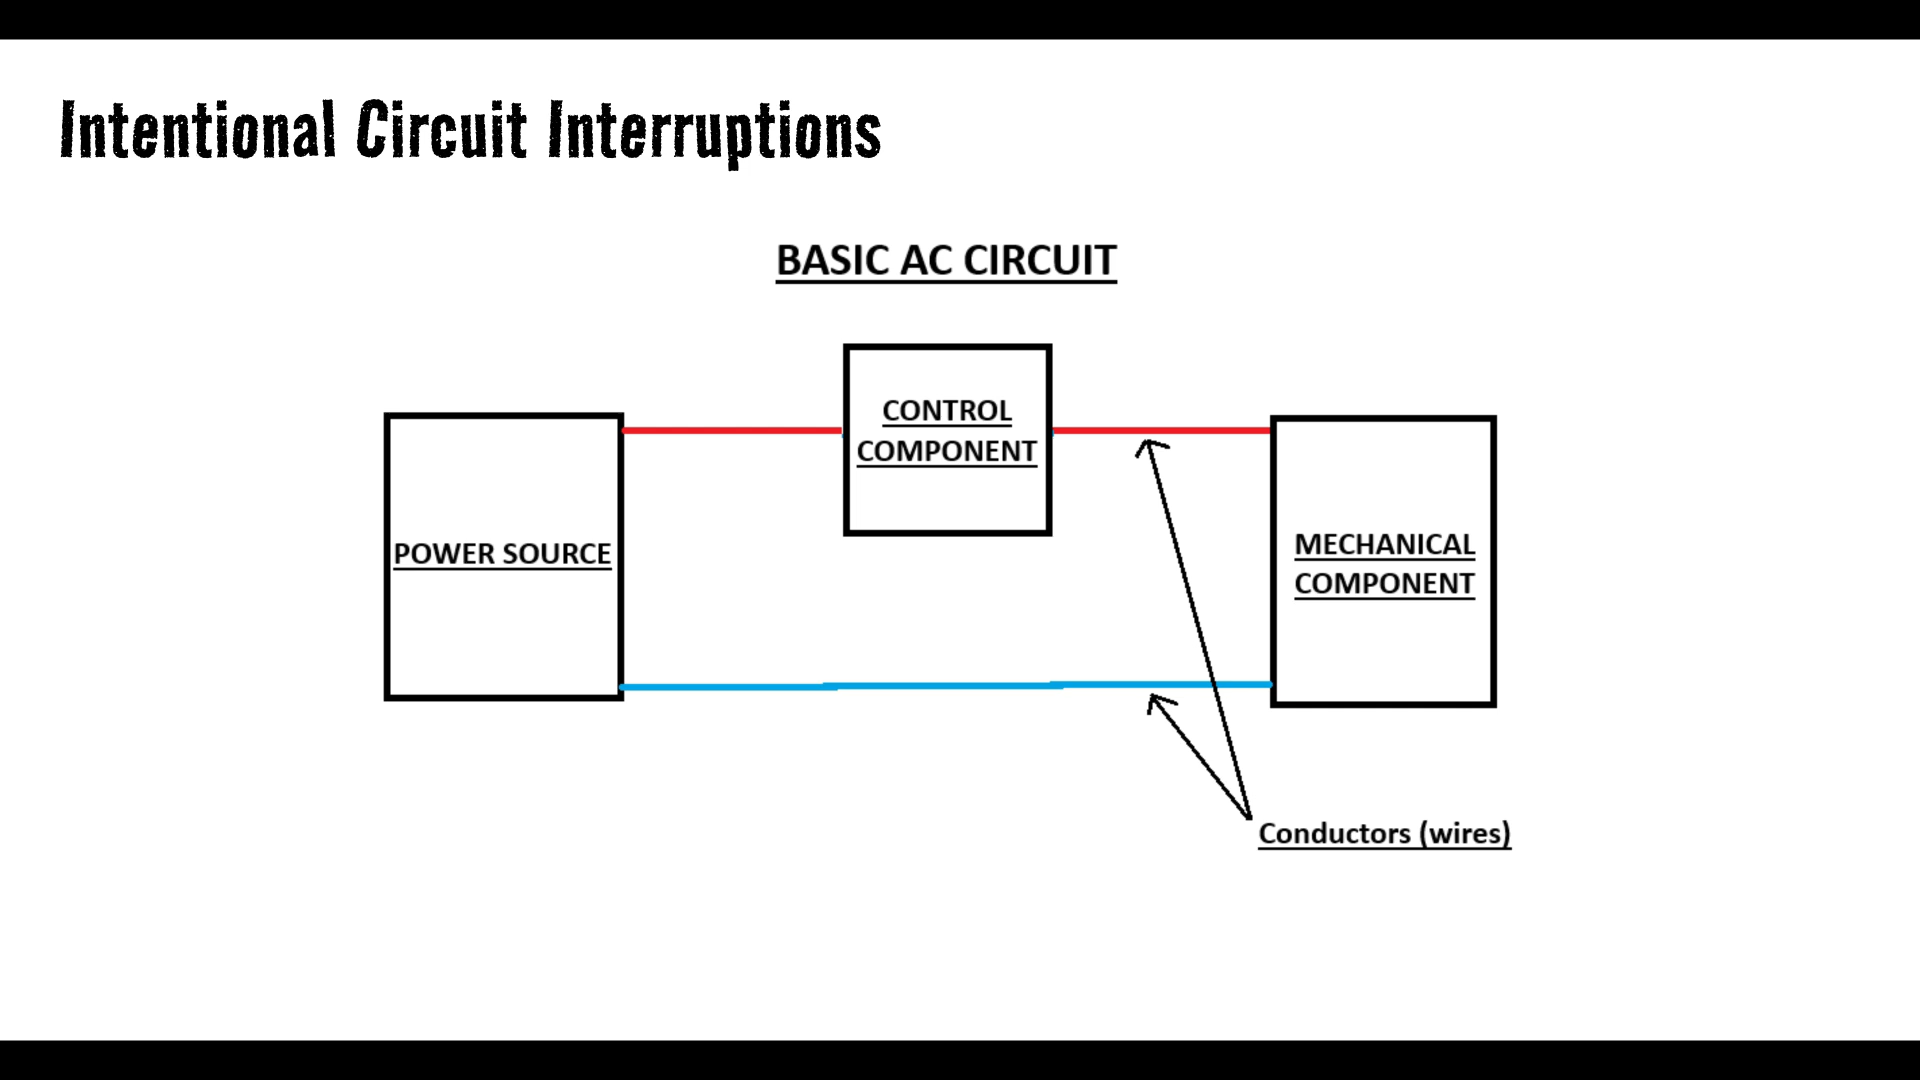 Intentional Circuit Interruptions
BASIC AC CIRCUIT
CONTROL
COMPONENT
POWER SOURCE
MECHANICAL
COMPONENT
Conductors (wires)